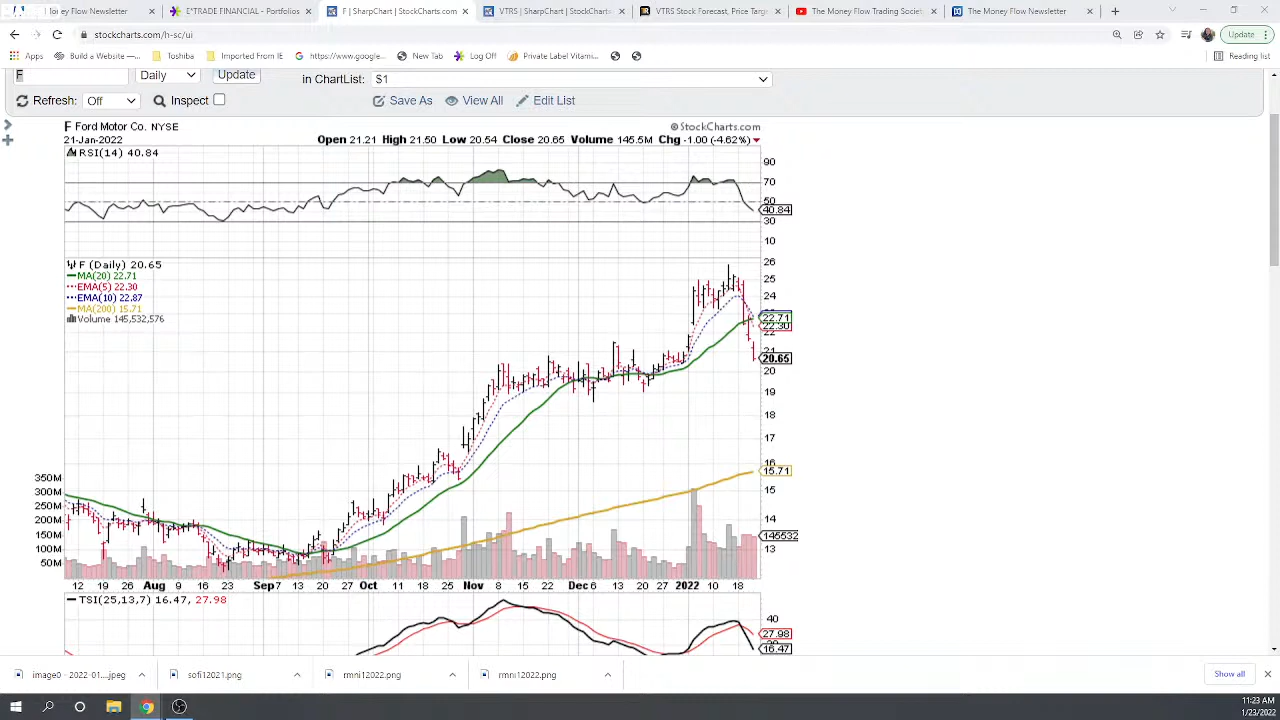 oney Flow Newsletter
E*TRADE FINANCIAL - Portfolios
F | SharpChart | StockCharts.com
VTRS | SharpChart | StockCharts
VTRS Stock Forecast, Price Tar
The Money Flow Trading Society
The Money Flow Newsletter
stockcharts.com/h-sc/ui
Update
Apps
Build a Website —...
Toshiba
Imported From IE
https://www.google...
New Tab
Log Off
Private Label Vitam...
Reading list
F
Daily
Update
in ChartList:
S1
Refresh:
Off
Inspect
Save As
View All
Edit List
F Ford Motor Co. NYSE
© StockCharts.com
21-Jan-2022
Open 21.21 High 21.50 Low 20.54 Close 20.65 Volume 145.5M Chg -1.00 (-4.62%)
RSI(14) 40.84
90
70
50
40.84
30
10
F (Daily) 20.65
MA(20) 22.71
EMA(5) 22.30
EMA(10) 22.87
MA(200) 15.71
Volume 145,532,576
26
25
24
22.71
22.30
22
21
20.65
20
19
18
17
16
15.71
15
14
145532
13
350M
300M
250M
200M
150M
100M
50M
12 19 26 Aug 9 16 23 Sep 7 13 20 27 Oct 11 18 25 Nov 8 15 22 Dec 6 13 20 27 2022 10 18
TSI(25,13,7) 16.47, 27.98
40
27.98
16.47
image0 - 2022-01...jpeg
sofi12021.png
rmni12022.png
rmni12022.png
Show all
11:23 AM
1/23/2022